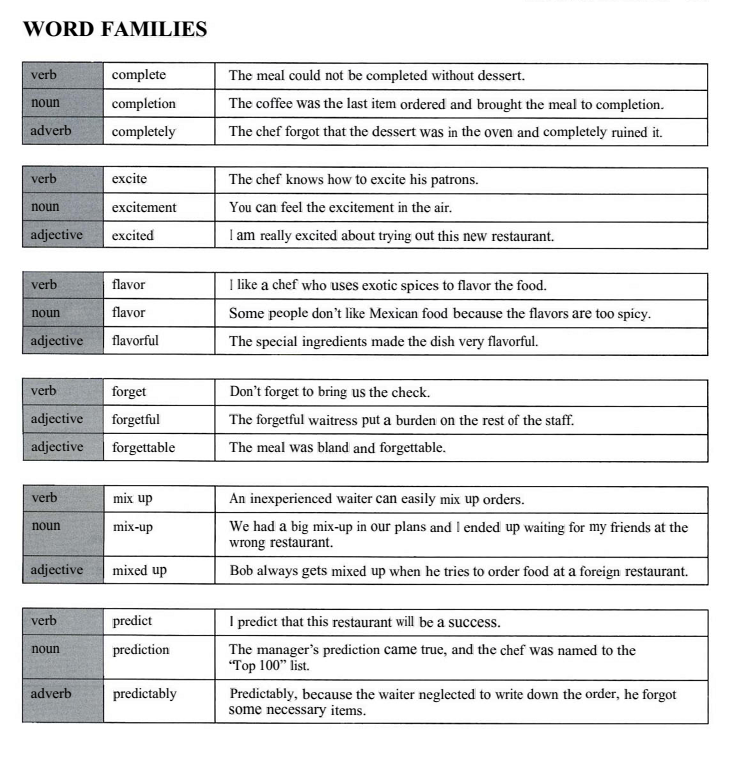 WORD FAMILIES
verb complete The meal could not be completed without dessert.
noun completion The coffee was the last item ordered and brought the meal to completion.
adverb completely The chef forgot that the dessert was in the oven and completely ruined it.
verb excite The chef knows how to excite his patrons.
noun excitement You can feel the excitement in the air.
adjective excited I am really excited about trying out this new restaurant.
verb flavor I like a chef who uses exotic spices to flavor the food.
noun flavor Some people don't like Mexican food because the flavors are too spicy.
adjective flavorful The special ingredients made the dish very flavorful.
verb forget Don't forget to bring us the check.
adjective forgetful The forgetful waitress put a burden on the rest of the staff.
adjective forgettable The meal was bland and forgettable.
verb mix up An inexperienced waiter can easily mix up orders.
noun mix-up We had a big mix-up in our plans and I ended up waiting for my friends at the
wrong restaurant.
adjective mixed up Bob always gets mixed up when he tries to order food at a foreign restaurant.
verb predict I predict that this restaurant will be a success.
noun prediction The manager's prediction came true, and the chef was named to the
"Top 100" list.
adverb predictably Predictably, because the waiter neglected to write down the order, he forgot
some necessary items.